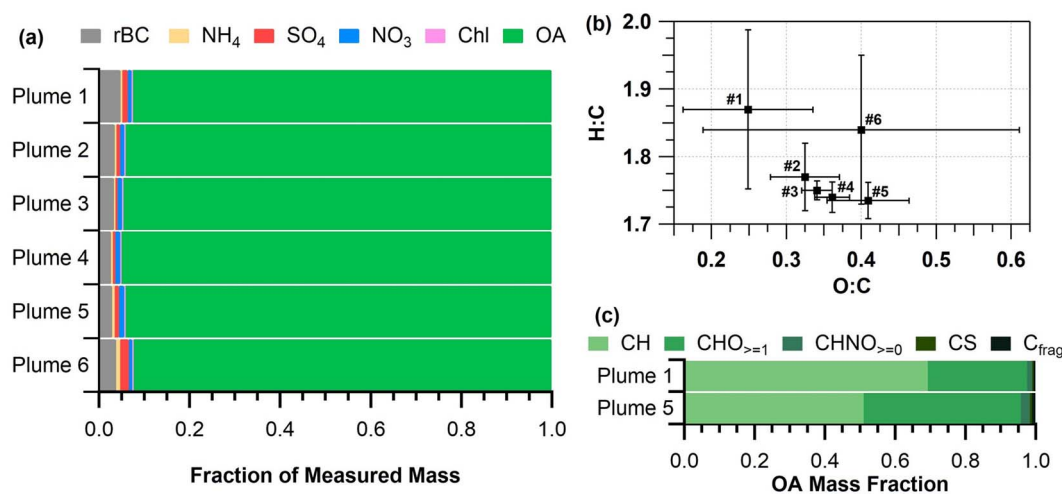 (a) rBC NH4 SO4 NO3 Chl OA
Plume 1
Plume 2
Plume 3
Plume 4
Plume 5
Plume 6
0.0 0.2 0.4 0.6 0.8 1.0
Fraction of Measured Mass
(b)
2.0
1.9
1.8
1.7
H:C
#1
#6
#2
#3
#4
#5
0.2 0.3 0.4 0.5 0.6
O:C
(c)
CH CHO>=1 CHNO>=0 CS Cfrag
Plume 1
Plume 5
0.0 0.2 0.4 0.6 0.8 1.0
OA Mass Fraction